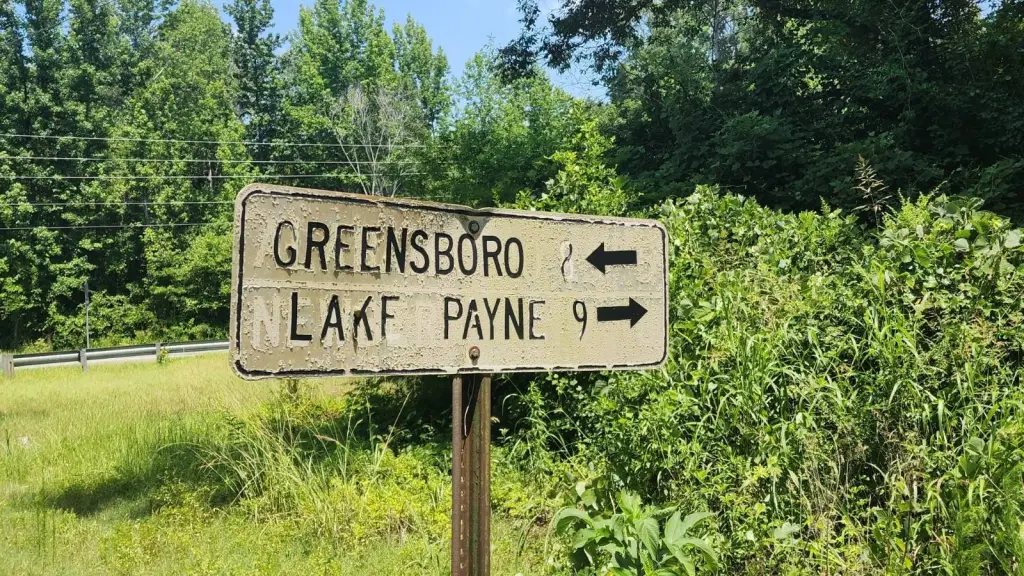 GREENSBORO 8 ←
LAKE PAYNE 9 →